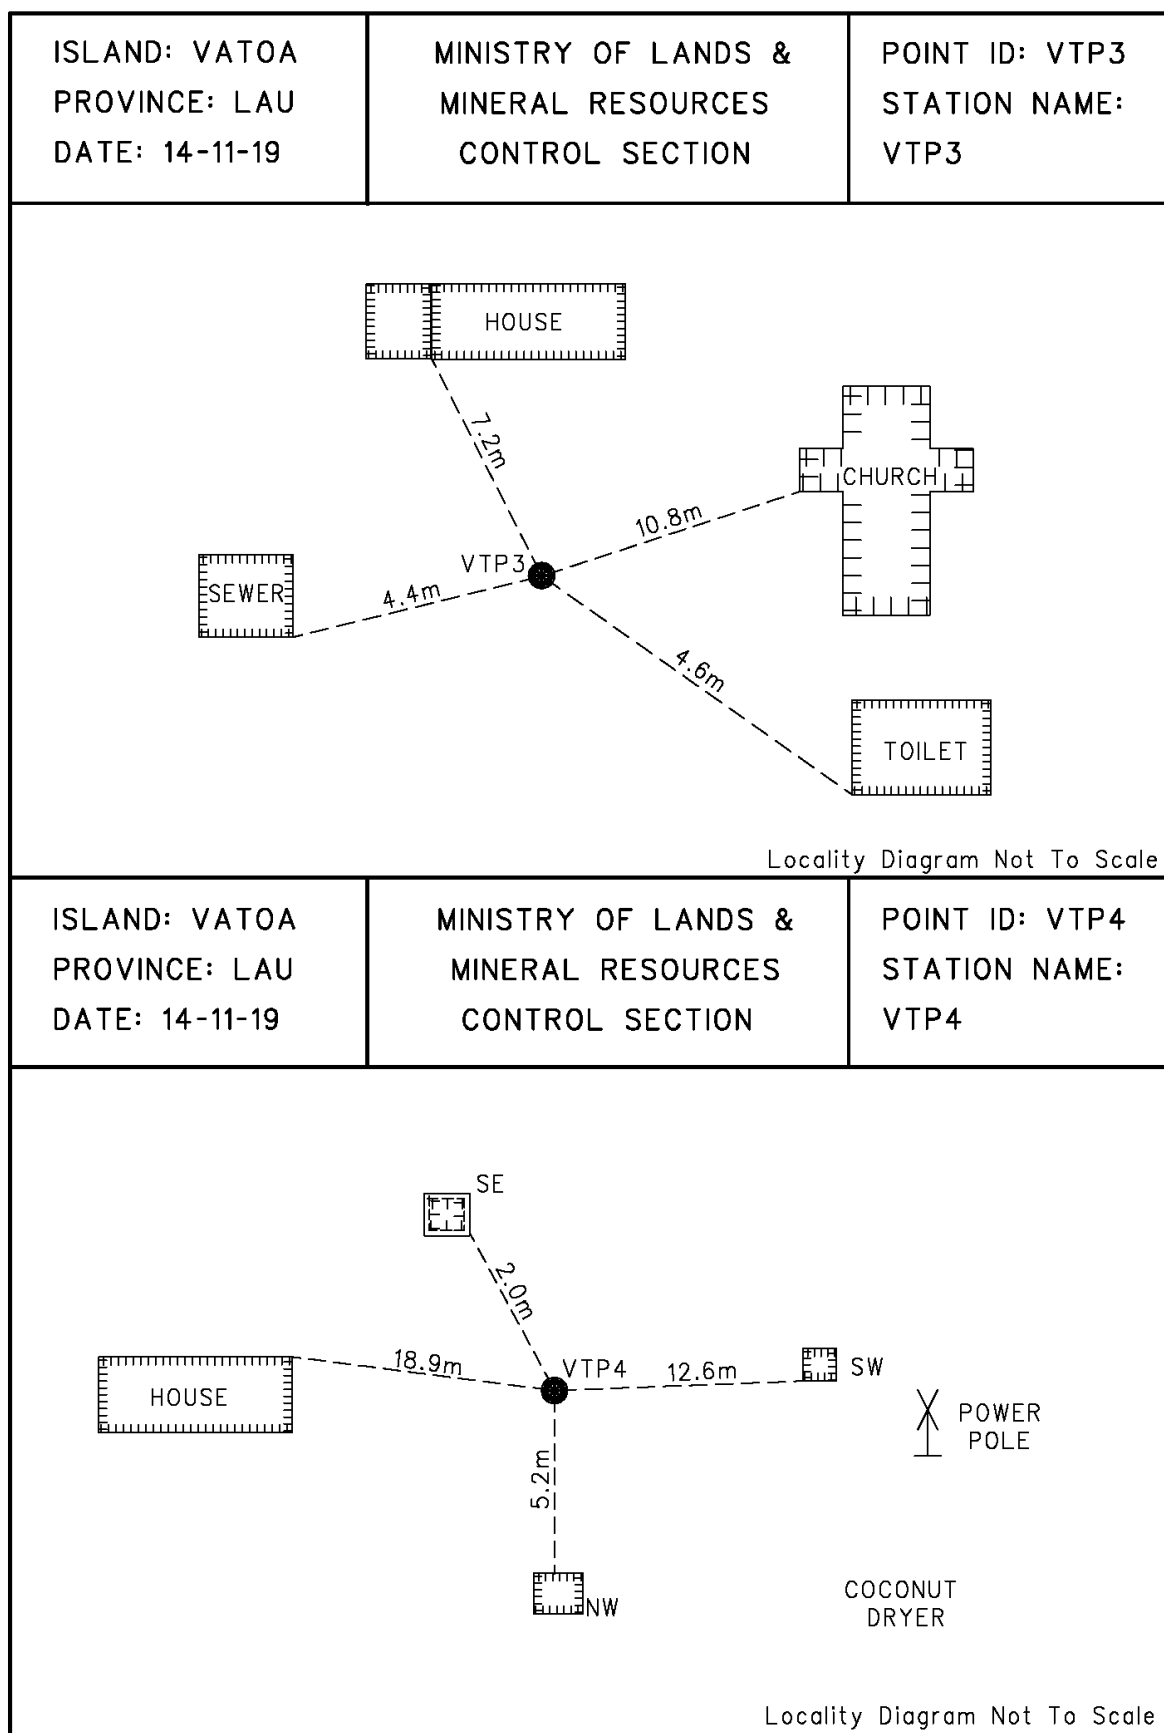 ISLAND: VATOA
PROVINCE: LAU
DATE: 14-11-19
MINISTRY OF LANDS &
MINERAL RESOURCES
CONTROL SECTION
POINT ID: VTP3
STATION NAME:
VTP3
HOUSE
7.2m
CHURCH
10.8m
VTP3
SEWER
4.4m
4.6m
TOILET
Locality Diagram Not To Scale
ISLAND: VATOA
PROVINCE: LAU
DATE: 14-11-19
MINISTRY OF LANDS &
MINERAL RESOURCES
CONTROL SECTION
POINT ID: VTP4
STATION NAME:
VTP4
SE
2.0m
18.9m
VTP4
12.6m
SW
HOUSE
POWER
POLE
5.2m
NW
COCONUT
DRYER
Locality Diagram Not To Scale